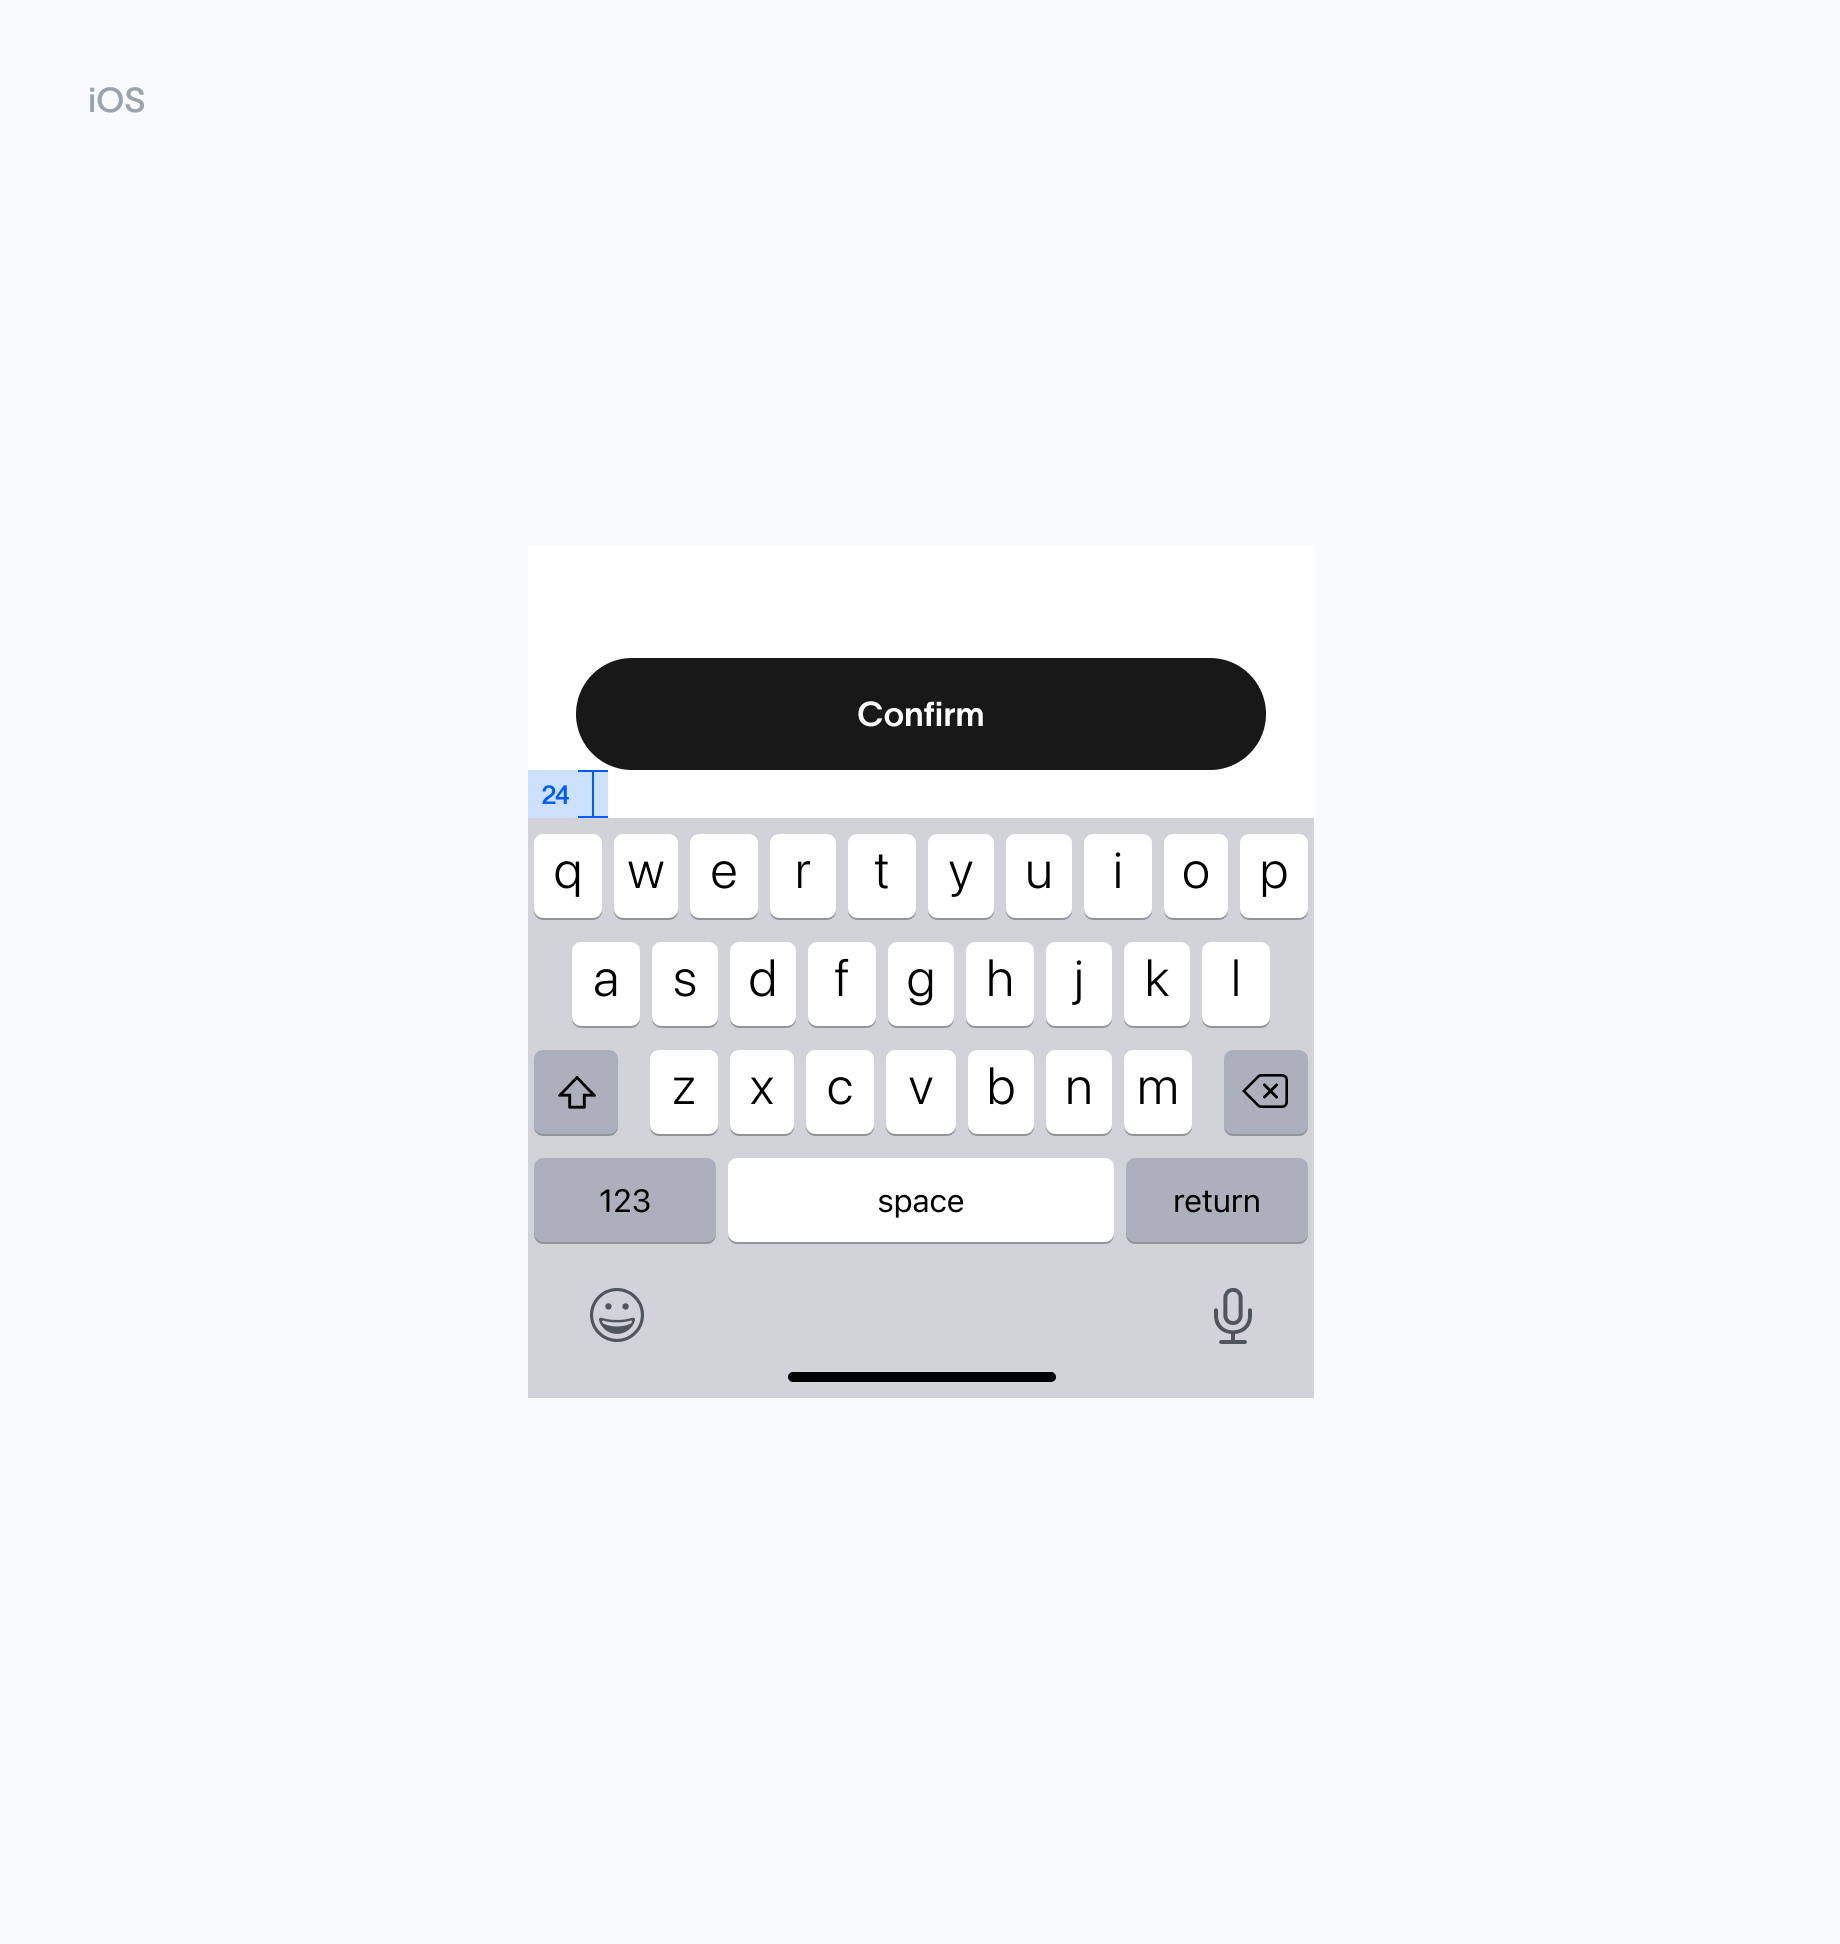 iOS
Confirm
24
q w e r t y u i o p
a s d f g h j k l
z x c v b n m
123 space return